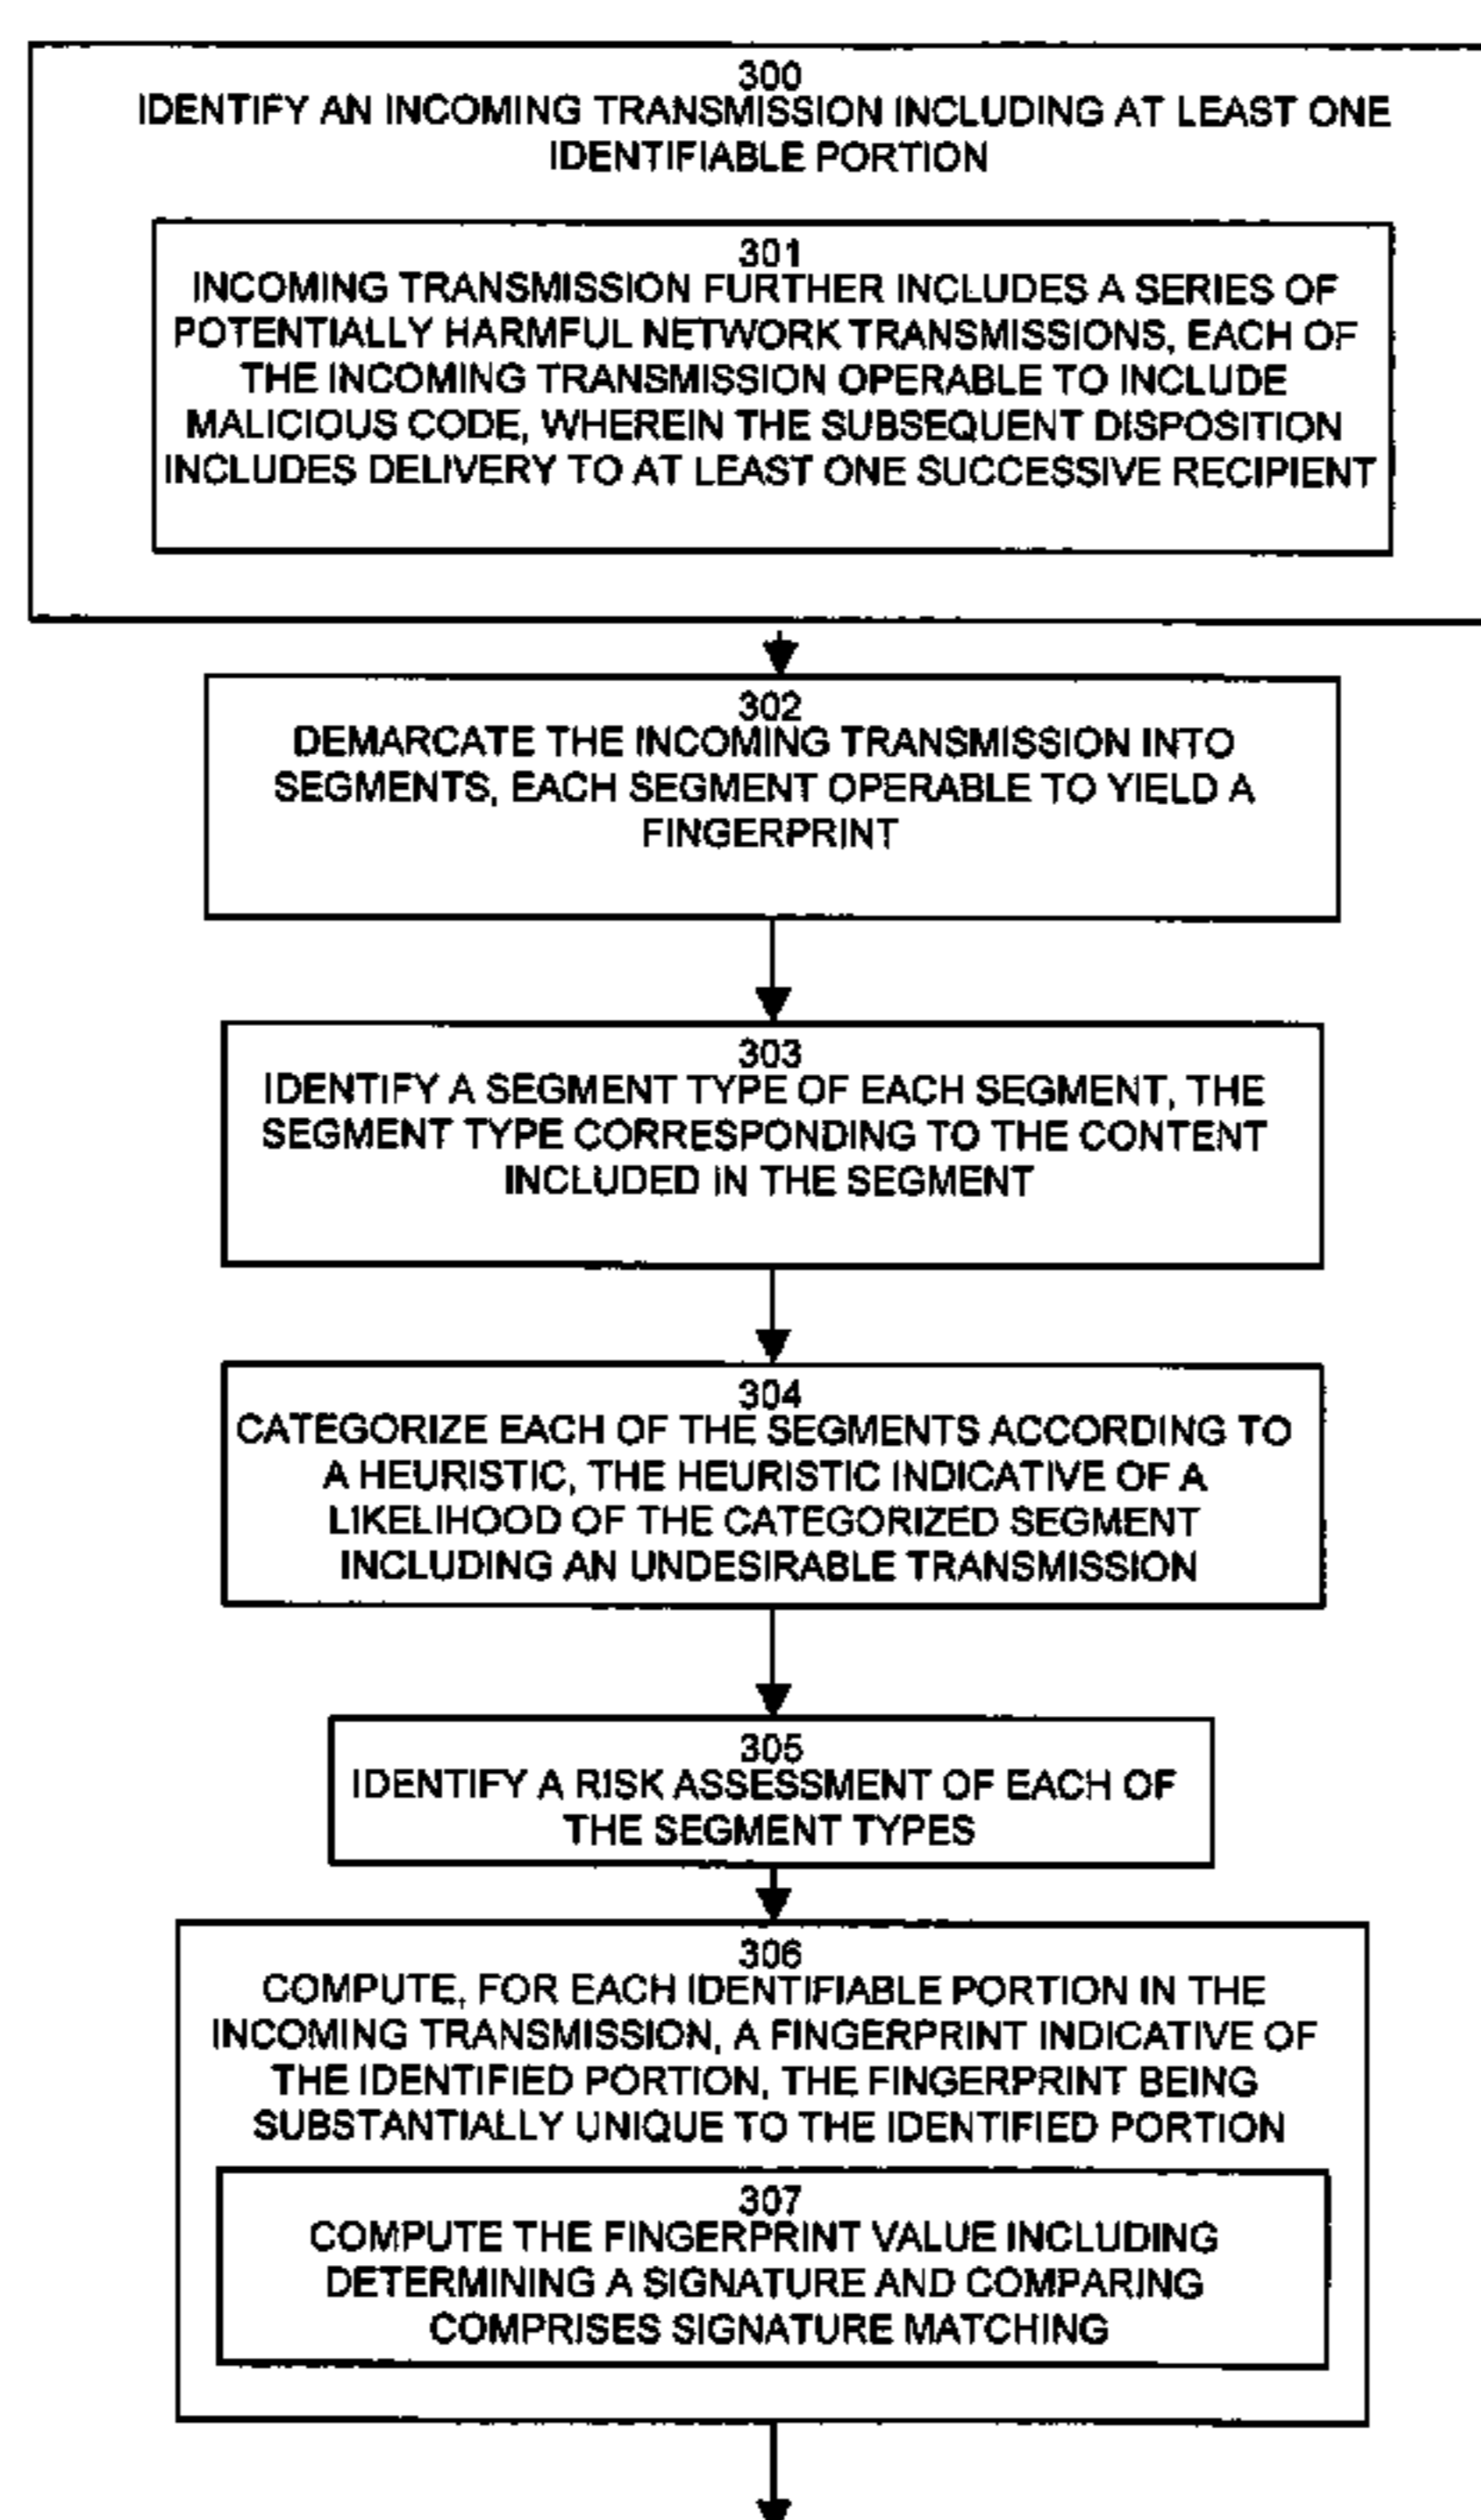 300
IDENTIFY AN INCOMING TRANSMISSION INCLUDING AT LEAST ONE
IDENTIFIABLE PORTION
301
INCOMING TRANSMISSION FURTHER INCLUDES A SERIES OF
POTENTIALLY HARMFUL NETWORK TRANSMISSIONS, EACH OF
THE INCOMING TRANSMISSION OPERABLE TO INCLUDE
MALICIOUS CODE, WHEREIN THE SUBSEQUENT DISPOSITION
INCLUDES DELIVERY TO AT LEAST ONE SUCCESSIVE RECIPIENT
302
DEMARCATE THE INCOMING TRANSMISSION INTO
SEGMENTS, EACH SEGMENT OPERABLE TO YIELD A
FINGERPRINT
303
IDENTIFY A SEGMENT TYPE OF EACH SEGMENT, THE
SEGMENT TYPE CORRESPONDING TO THE CONTENT
INCLUDED IN THE SEGMENT
304
CATEGORIZE EACH OF THE SEGMENTS ACCORDING TO
A HEURISTIC, THE HEURISTIC INDICATIVE OF A
LIKELIHOOD OF THE CATEGORIZED SEGMENT
INCLUDING AN UNDESIRABLE TRANSMISSION
305
IDENTIFY A RISK ASSESSMENT OF EACH OF
THE SEGMENT TYPES
306
COMPUTE, FOR EACH IDENTIFIABLE PORTION IN THE
INCOMING TRANSMISSION, A FINGERPRINT INDICATIVE OF
THE IDENTIFIED PORTION, THE FINGERPRINT BEING
SUBSTANTIALLY UNIQUE TO THE IDENTIFIED PORTION
307
COMPUTE THE FINGERPRINT VALUE INCLUDING
DETERMINING A SIGNATURE AND COMPARING
COMPRISES SIGNATURE MATCHING